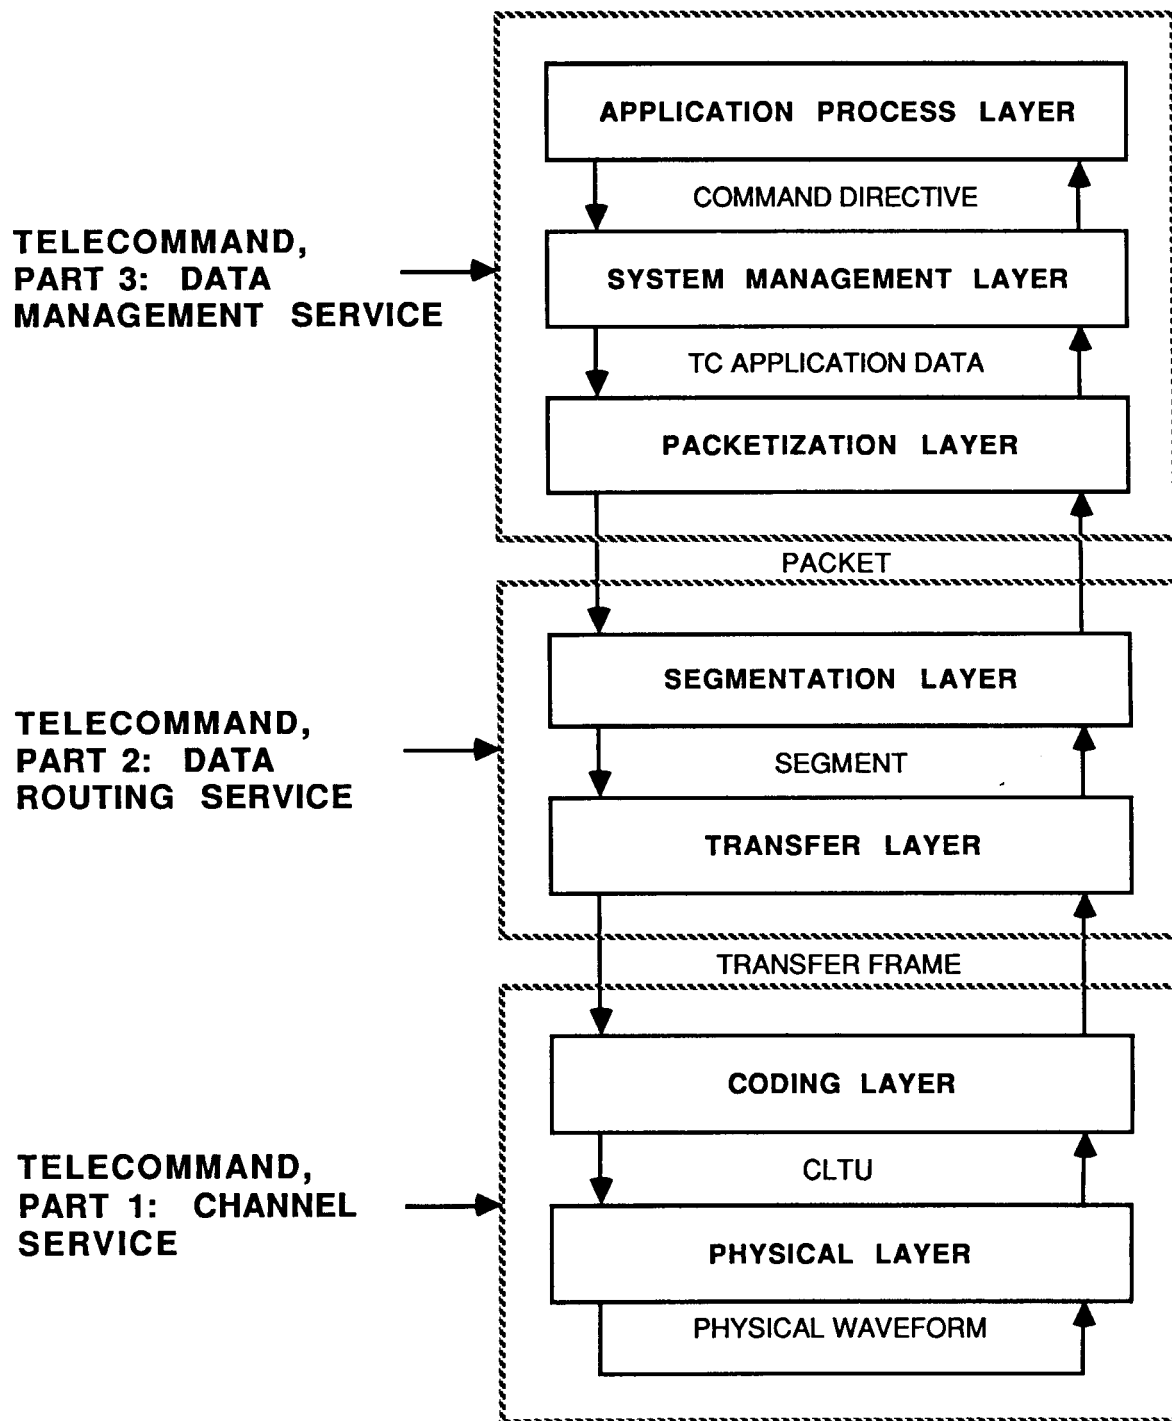 APPLICATION PROCESS LAYER
COMMAND DIRECTIVE
TELECOMMAND,
PART 3: DATA
MANAGEMENT SERVICE
SYSTEM MANAGEMENT LAYER
TC APPLICATION DATA
PACKETIZATION LAYER
PACKET
SEGMENTATION LAYER
TELECOMMAND,
PART 2: DATA
ROUTING SERVICE
SEGMENT
TRANSFER LAYER
TRANSFER FRAME
CODING LAYER
TELECOMMAND,
PART 1: CHANNEL
SERVICE
CLTU
PHYSICAL LAYER
PHYSICAL WAVEFORM